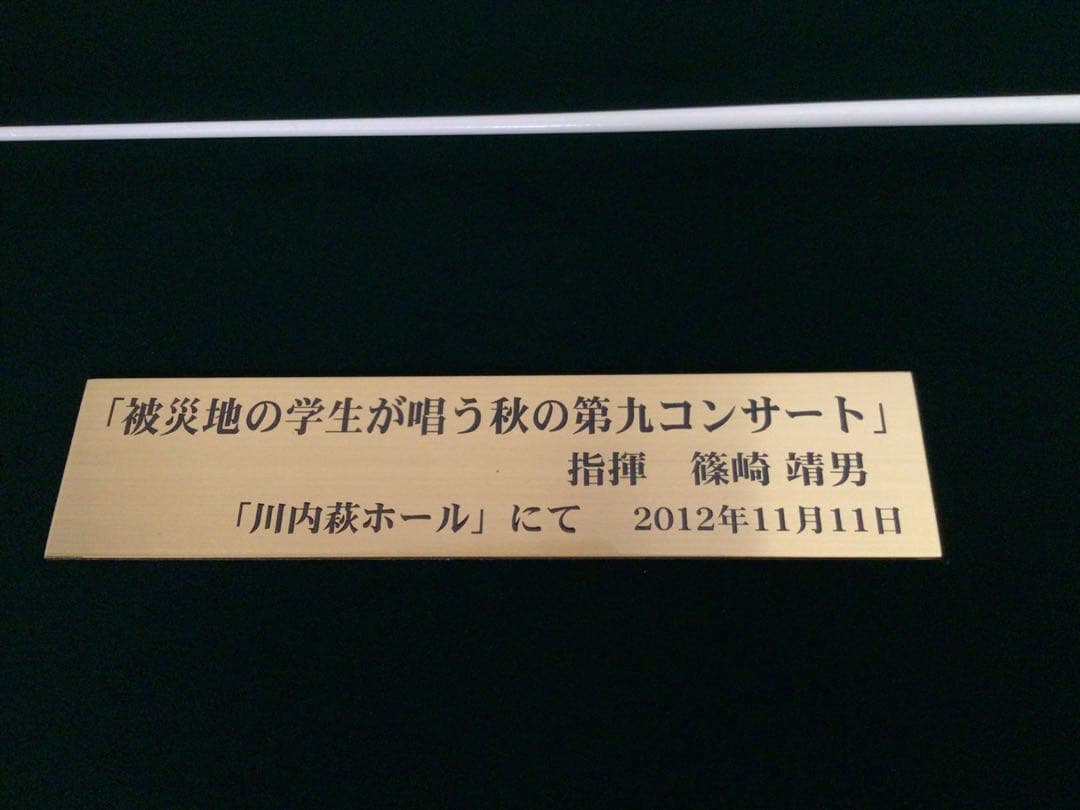 「被災地の学生が唱う秋の第九コンサート」
指揮　篠崎 靖男
「川内萩ホール」にて　2012年11月11日